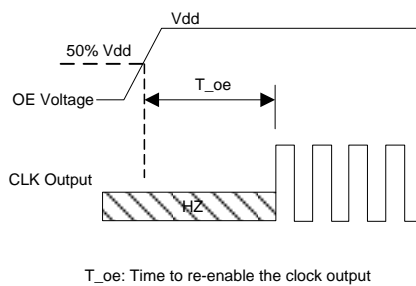 Vdd
50% Vdd
T_oe
OE Voltage
CLK Output
HZ
T_oe: Time to re-enable the clock output